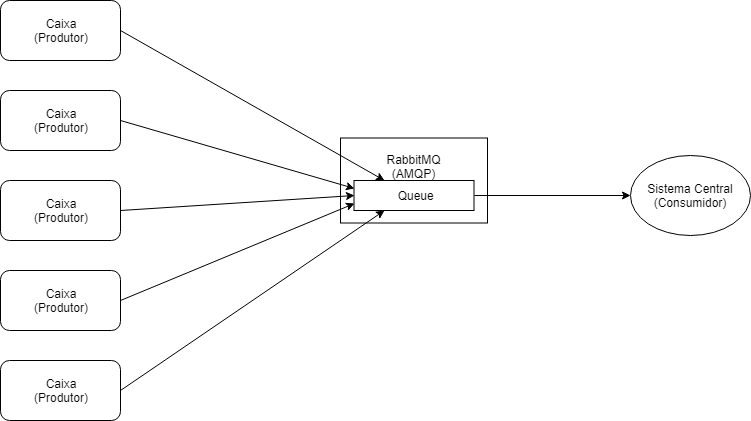 Caixa
(Produtor)
Caixa
(Produtor)
Caixa
(Produtor)
Caixa
(Produtor)
Caixa
(Produtor)
RabbitMQ
(AMQP)
Queue
Sistema Central
(Consumidor)